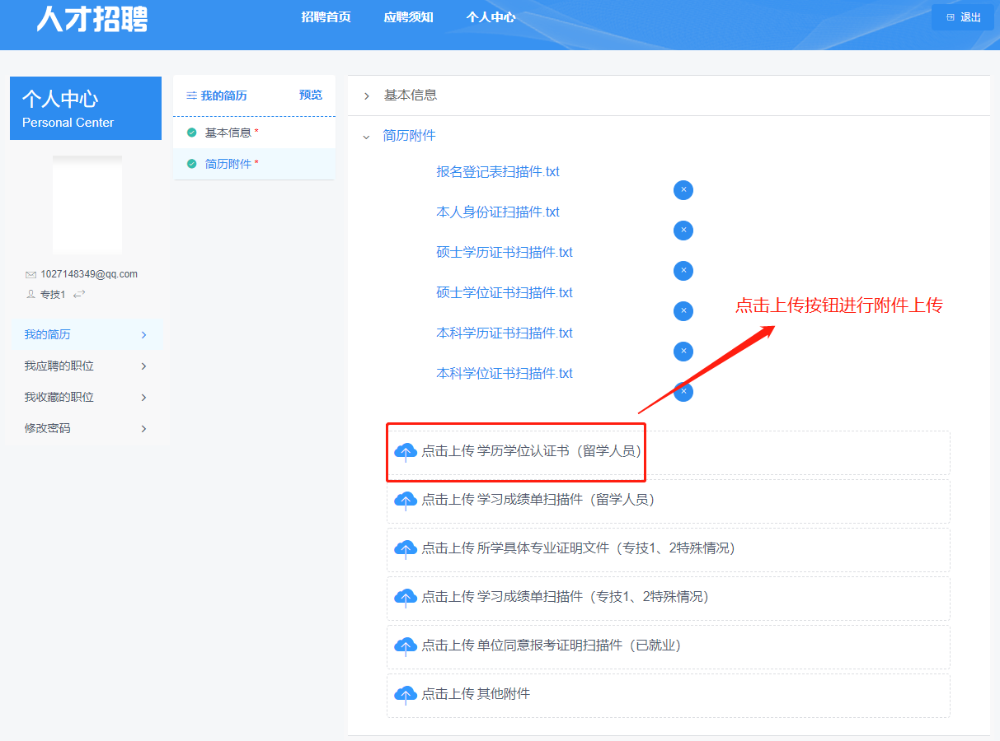 人才招聘
招聘首页
应聘须知
个人中心
退出
个人中心
Personal Center
1027148349@qq.com
专技1
我的简历
我应聘的职位
我收藏的职位
修改密码
我的简历
预览
基本信息 *
简历附件 *
基本信息
简历附件
报名登记表扫描件.txt
本人身份证扫描件.txt
硕士学历证书扫描件.txt
硕士学位证书扫描件.txt
本科学历证书扫描件.txt
本科学位证书扫描件.txt
点击上传按钮进行附件上传
点击上传 学历学位认证书（留学人员）
点击上传 学习成绩单扫描件（留学人员）
点击上传 所学具体专业证明文件（专技1、2特殊情况）
点击上传 学习成绩单扫描件（专技1、2特殊情况）
点击上传 单位同意报考证明扫描件（已就业）
点击上传 其他附件